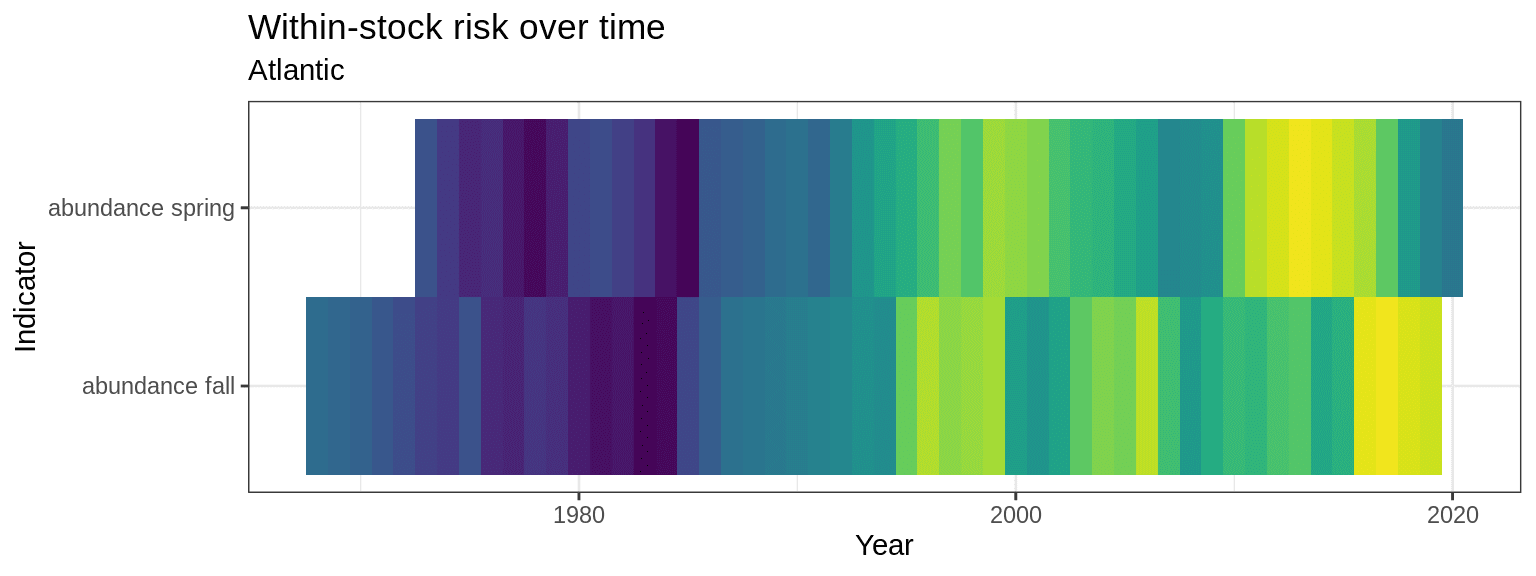 Within-stock risk over time
Atlantic
Indicator
abundance spring
abundance fall
1980 2000 2020
Year